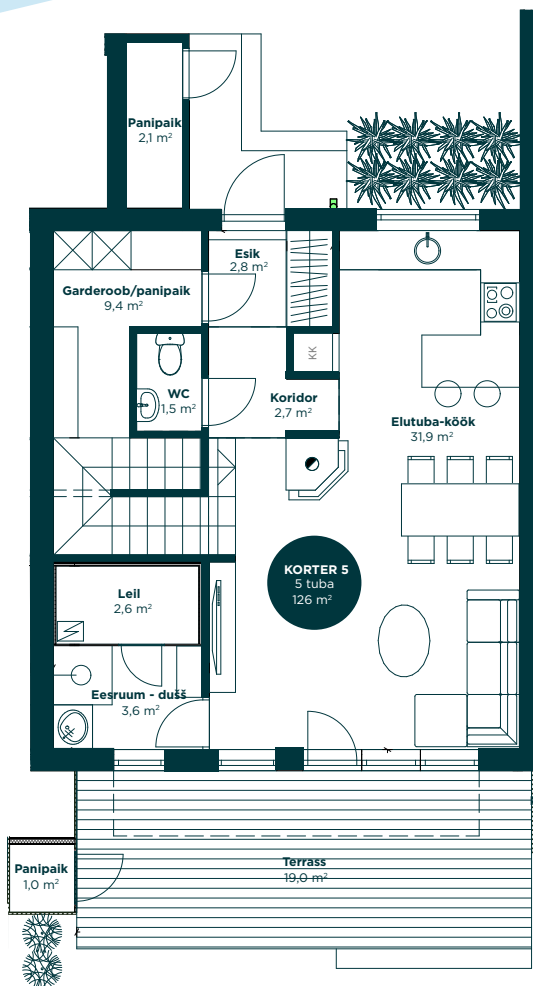 Panipaik
2,1 m²
Esik
2,8 m²
Garderoob/panipaik
9,4 m²
KK
WC
1,5 m²
Koridor
2,7 m²
Elutuba-köök
31,9 m²
KORTER 5
5 tuba
126 m²
Leil
2,6 m²
Eesruum - dušš
3,6 m²
Terrass
19,0 m²
Panipaik
1,0 m²